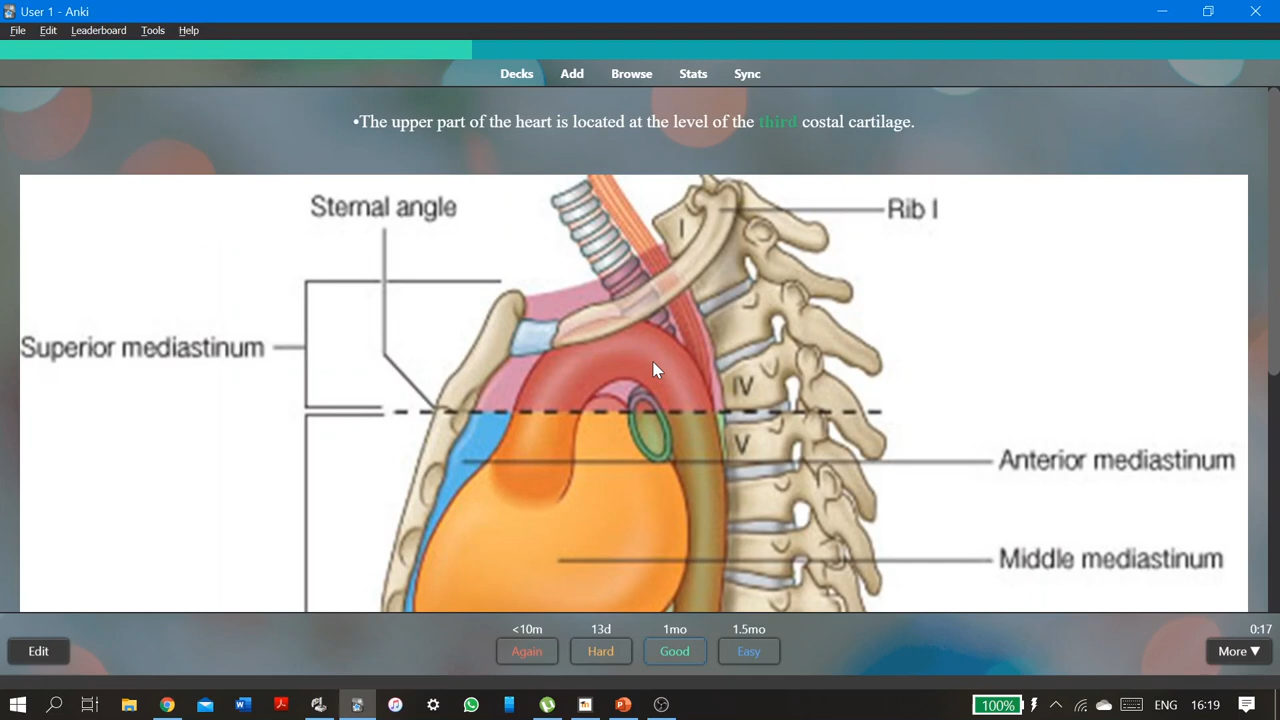 User 1 - Anki
File Edit Leaderboard Tools Help
Decks Add Browse Stats Sync
•The upper part of the heart is located at the level of the third costal cartilage.
Sternal angle
Rib I
I
Superior mediastinum
IV
V
Anterior mediastinum
Middle mediastinum
<10m 13d 1mo 1.5mo 0:17
Edit Again Hard Good Easy More ▼
100% ENG 16:19